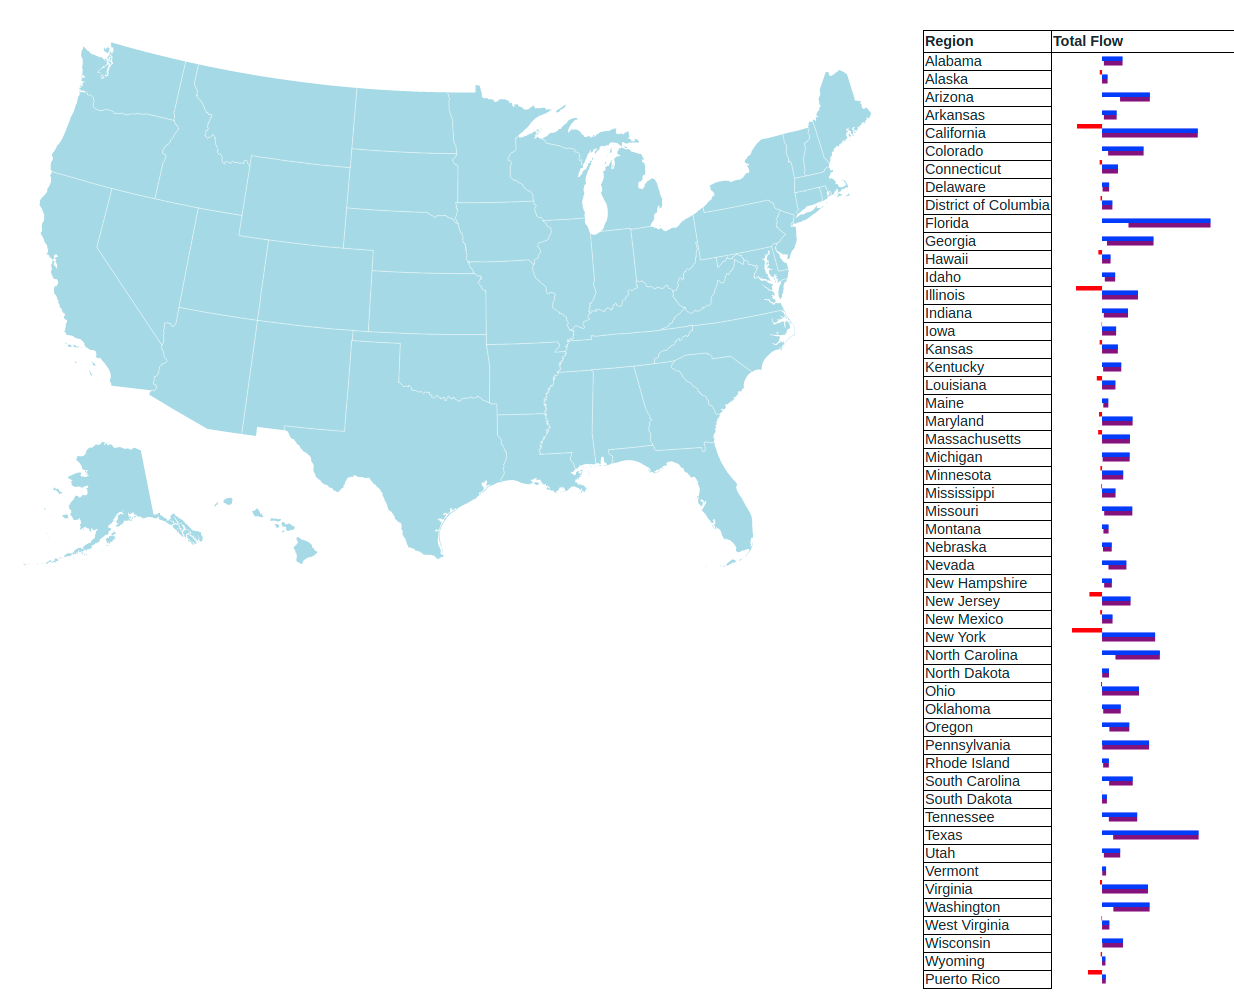 Region Total Flow
Alabama
Alaska
Arizona
Arkansas
California
Colorado
Connecticut
Delaware
District of Columbia
Florida
Georgia
Hawaii
Idaho
Illinois
Indiana
Iowa
Kansas
Kentucky
Louisiana
Maine
Maryland
Massachusetts
Michigan
Minnesota
Mississippi
Missouri
Montana
Nebraska
Nevada
New Hampshire
New Jersey
New Mexico
New York
North Carolina
North Dakota
Ohio
Oklahoma
Oregon
Pennsylvania
Rhode Island
South Carolina
South Dakota
Tennessee
Texas
Utah
Vermont
Virginia
Washington
West Virginia
Wisconsin
Wyoming
Puerto Rico